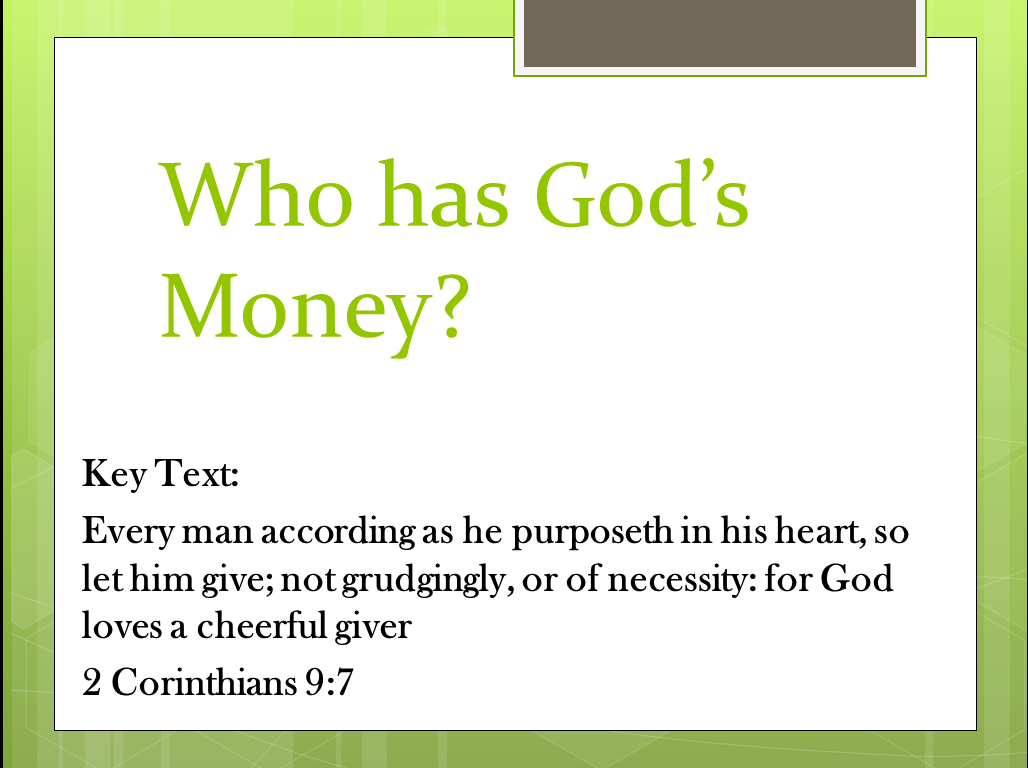 Who has God’s
Money?
Key Text:
Every man according as he purposeth in his heart, so
let him give; not grudgingly, or of necessity: for God
loves a cheerful giver
2 Corinthians 9:7